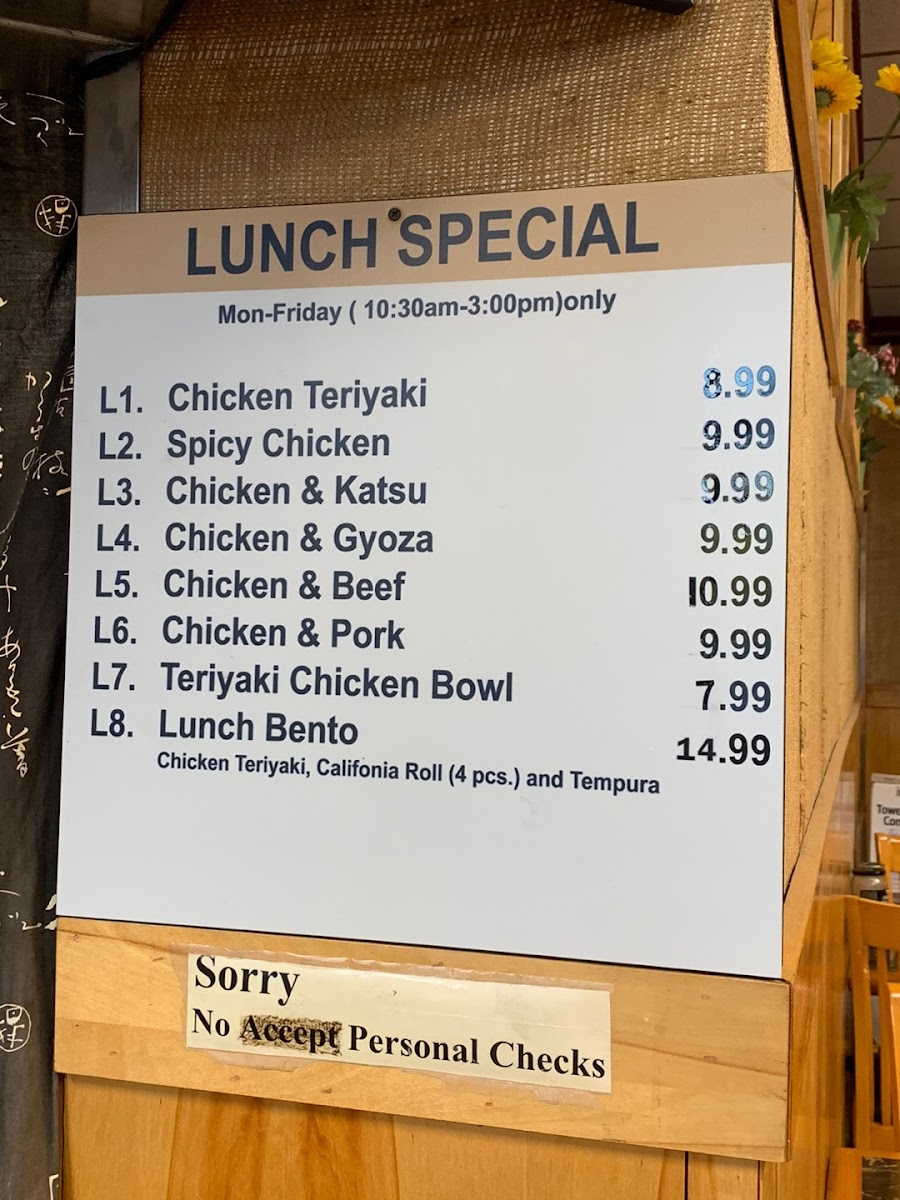 LUNCH SPECIAL
Mon-Friday ( 10:30am-3:00pm)only
L1. Chicken Teriyaki 8.99
L2. Spicy Chicken 9.99
L3. Chicken & Katsu 9.99
L4. Chicken & Gyoza 9.99
L5. Chicken & Beef 10.99
L6. Chicken & Pork 9.99
L7. Teriyaki Chicken Bowl 7.99
L8. Lunch Bento 14.99
Chicken Teriyaki, Califonia Roll (4 pcs.) and Tempura
Sorry
No Accept Personal Checks